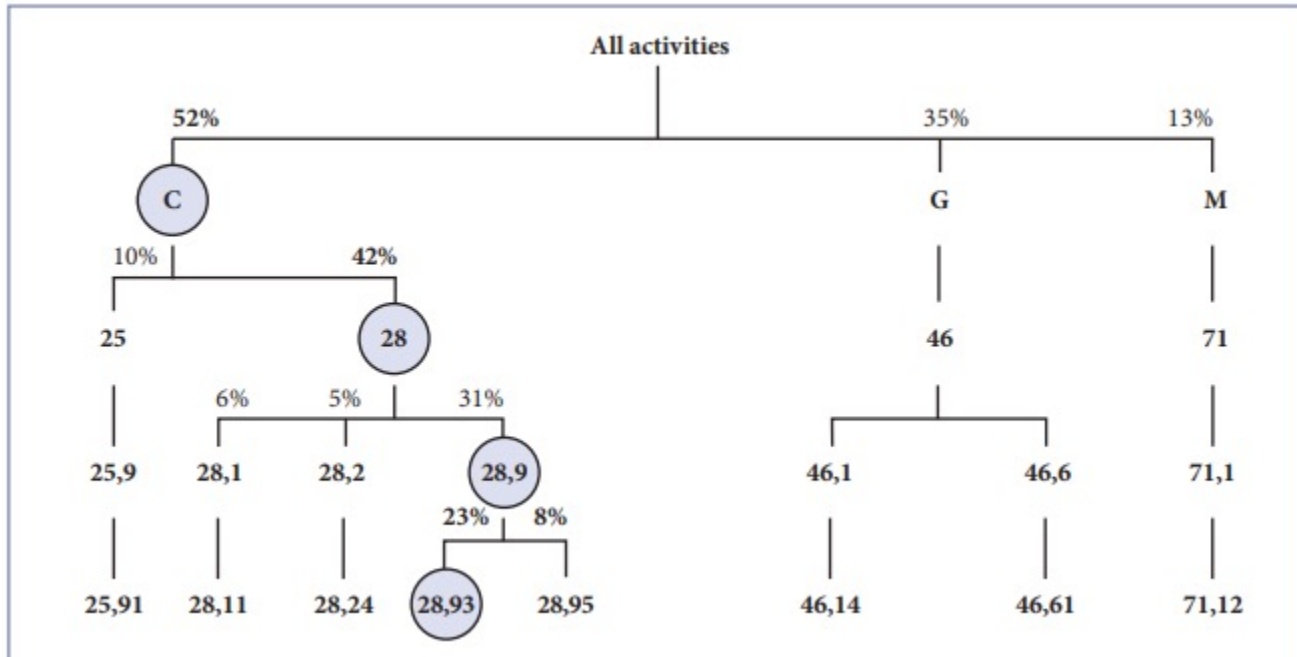 All activities
52% 35% 13%
C G M
10% 42%
25 28 46 71
6% 5% 31%
25,9 28,1 28,2 28,9 46,1 46,6 71,1
23% 8%
25,91 28,11 28,24 28,93 28,95 46,14 46,61 71,12